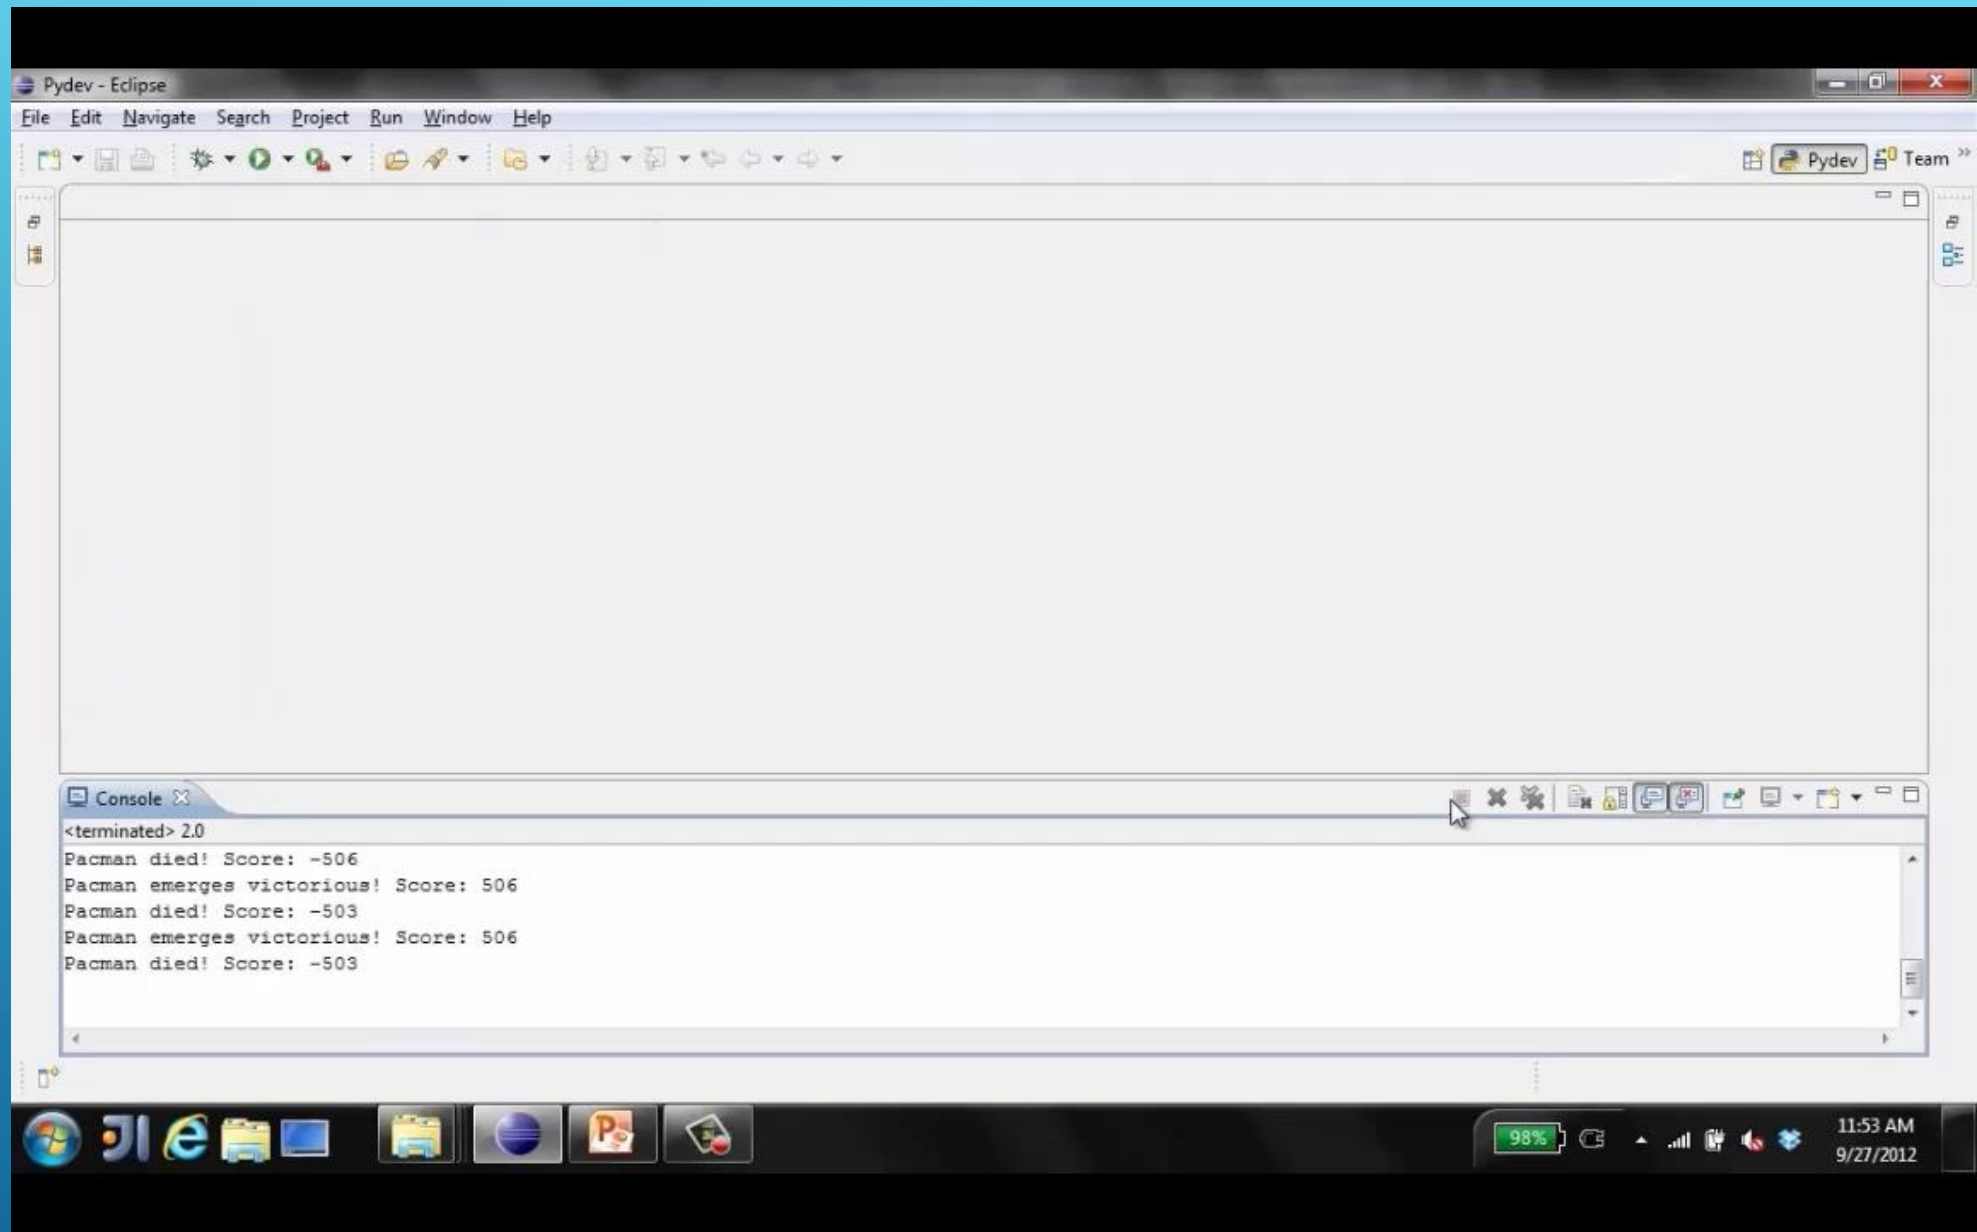 Pydev - Eclipse
File Edit Navigate Search Project Run Window Help
Pydev Team
Console
<terminated> 2.0
Pacman died! Score: -506
Pacman emerges victorious! Score: 506
Pacman died! Score: -503
Pacman emerges victorious! Score: 506
Pacman died! Score: -503
98%
11:53 AM
9/27/2012